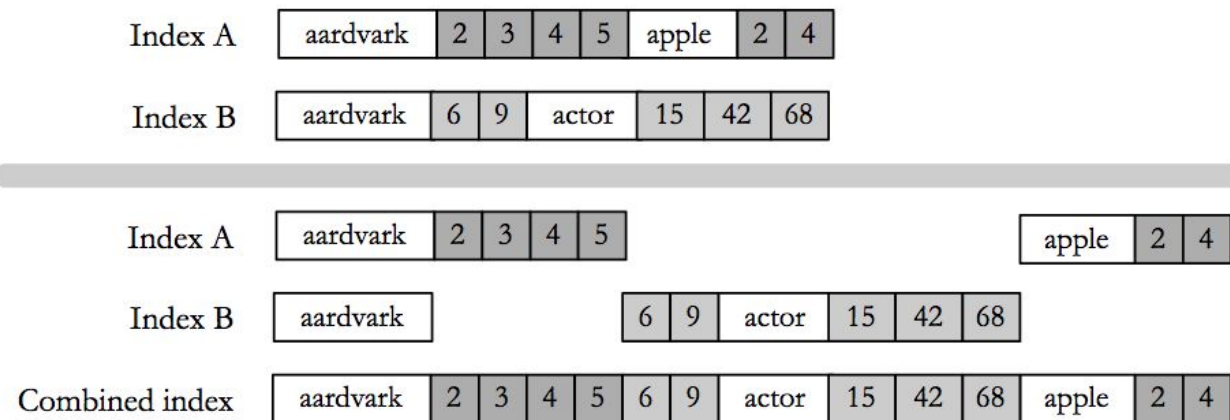 Index A aardvark 2 3 4 5 apple 2 4
Index B aardvark 6 9 actor 15 42 68
Index A aardvark 2 3 4 5 apple 2 4
Index B aardvark 6 9 actor 15 42 68
Combined index aardvark 2 3 4 5 6 9 actor 15 42 68 apple 2 4